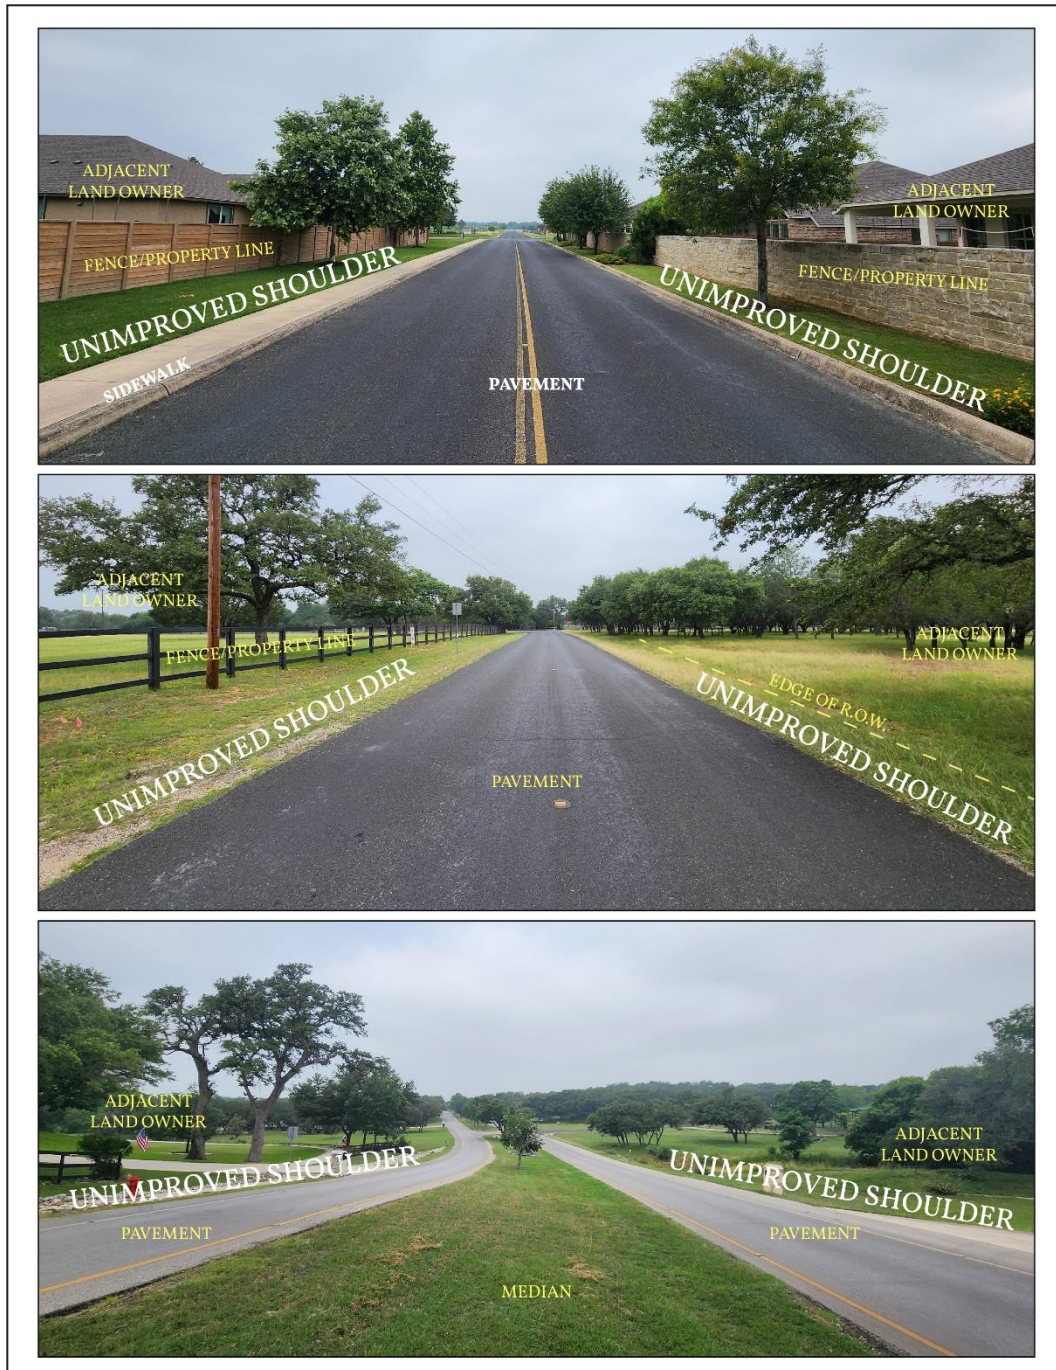 ADJACENT
LAND OWNER
ADJACENT
LAND OWNER
FENCE/PROPERTY LINE
FENCE/PROPERTY LINE
UNIMPROVED SHOULDER
UNIMPROVED SHOULDER
SIDEWALK
PAVEMENT
ADJACENT
LAND OWNER
FENCE/PROPERTY LINE
ADJACENT
LAND OWNER
UNIMPROVED SHOULDER
EDGE OF R.O.W.
UNIMPROVED SHOULDER
PAVEMENT
ADJACENT
LAND OWNER
ADJACENT
LAND OWNER
UNIMPROVED SHOULDER
UNIMPROVED SHOULDER
PAVEMENT
PAVEMENT
MEDIAN